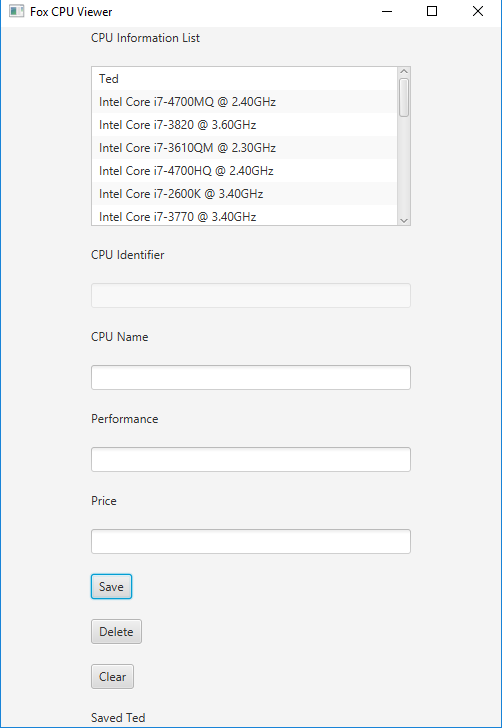 Fox CPU Viewer
CPU Information List
Ted
Intel Core i7-4700MQ @ 2.40GHz
Intel Core i7-3820 @ 3.60GHz
Intel Core i7-3610QM @ 2.30GHz
Intel Core i7-4700HQ @ 2.40GHz
Intel Core i7-2600K @ 3.40GHz
Intel Core i7-3770 @ 3.40GHz
CPU Identifier
CPU Name
Performance
Price
Save
Delete
Clear
Saved Ted